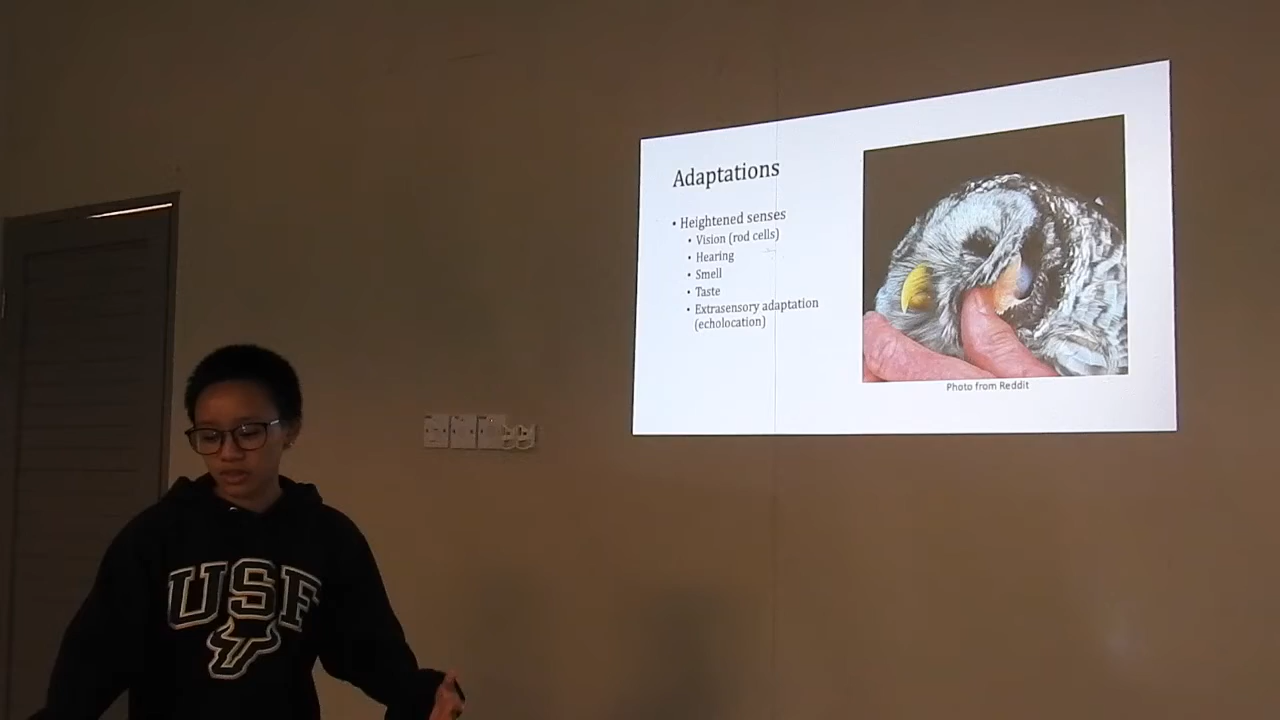 Adaptations
• Heightened senses
• Vision (rod cells)
• Hearing
• Smell
• Taste
• Extrasensory adaptation
(echolocation)
Photo from Reddit
USF